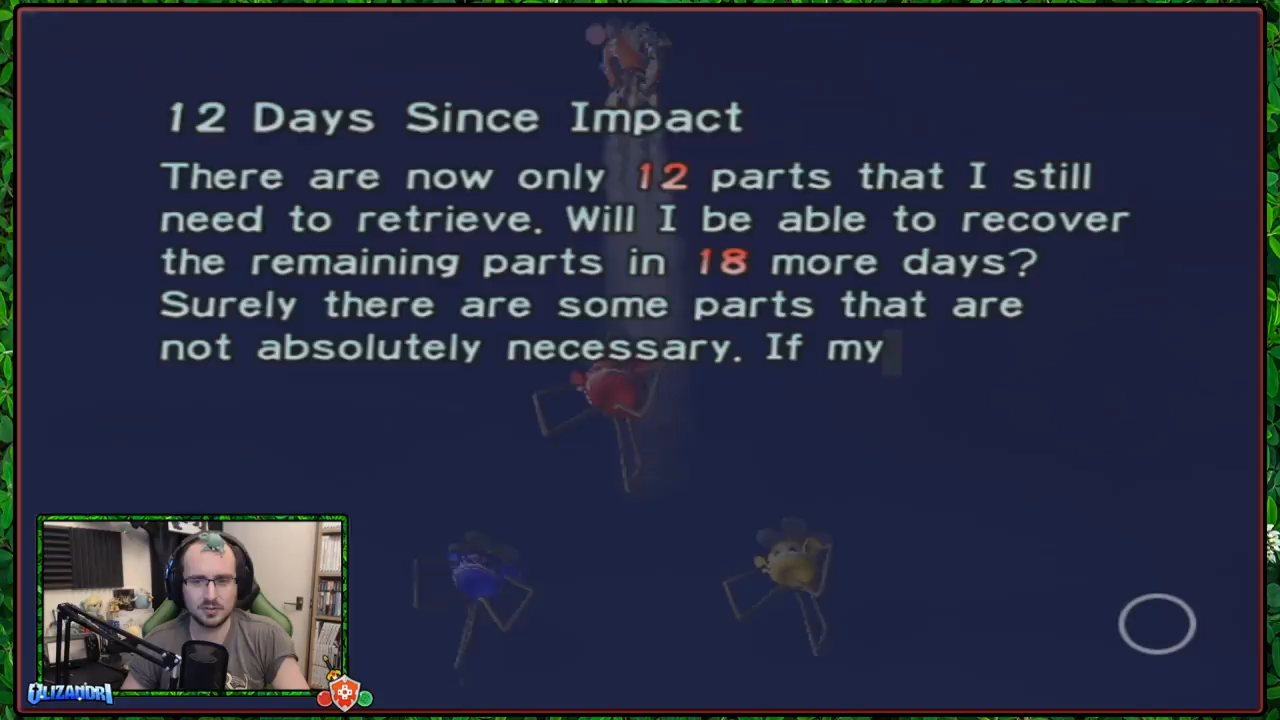 12 Days Since Impact
There are now only 12 parts that I still
need to retrieve. Will I be able to recover
the remaining parts in 18 more days?
Surely there are some parts that are
not absolutely necessary. If my
ULIZANDRI